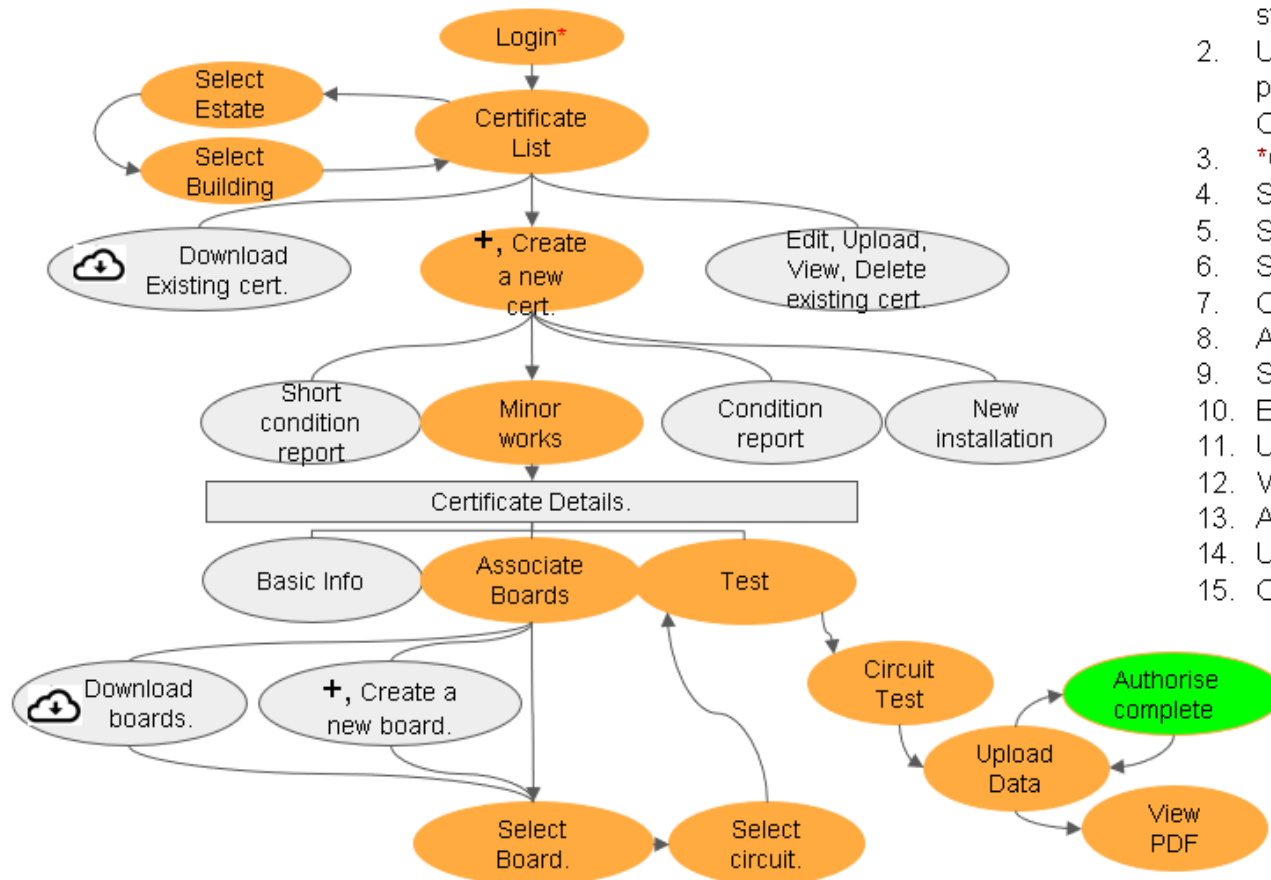 Login*
Select
Estate
Certificate
List
Select
Building
Download
Existing cert.
+, Create
a new
cert.
Edit, Upload,
View, Delete
existing cert.
Short
condition
report
Minor
works
Condition
report
New
installation
Certificate Details.
Basic Info
Associate
Boards
Test
Download
boards.
+, Create a
new board.
Circuit
Test
Authorise
complete
Upload
Data
View
PDF
Select
Board.
Select
circuit.
2.
3. *
4. S
5. S
6. S
7.
8. A
9. S
10. E
11. U
12. V
13. A
14. U
15.